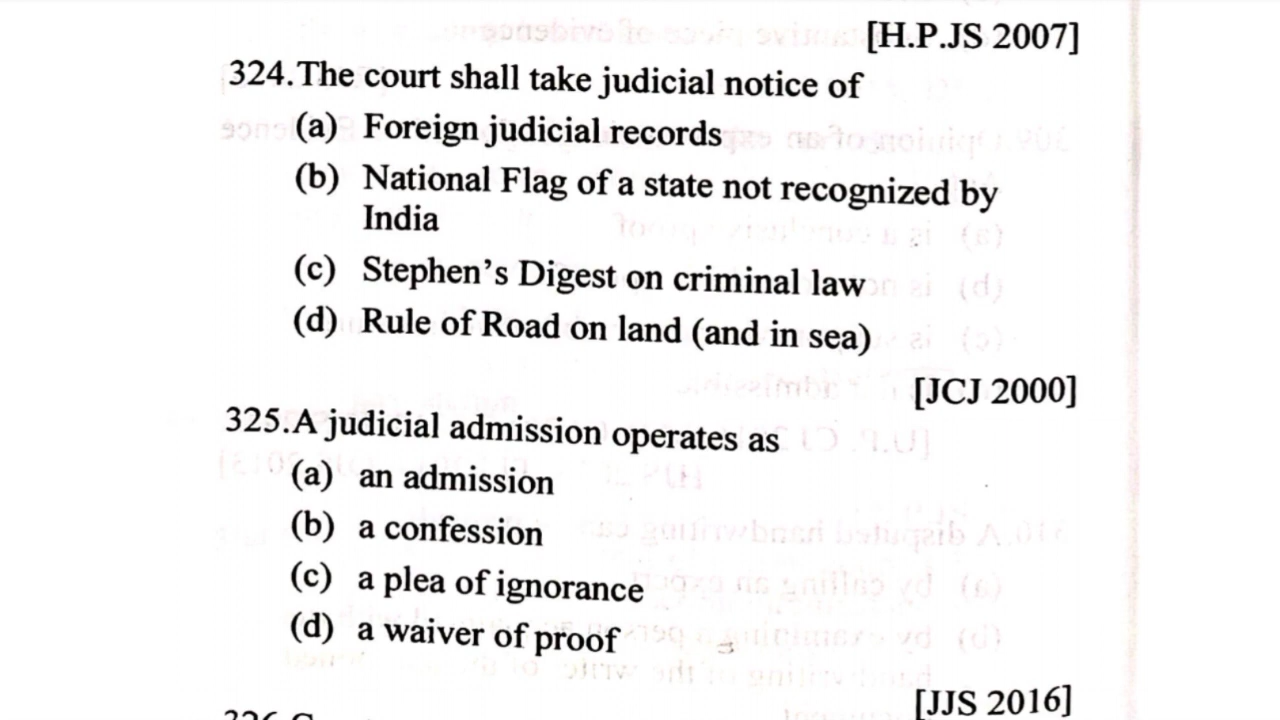 [H.P.JS 2007]
324.The court shall take judicial notice of
(a) Foreign judicial records
(b) National Flag of a state not recognized by
India
(c) Stephen's Digest on criminal law
(d) Rule of Road on land (and in sea)
[JCJ 2000]
325.A judicial admission operates as
(a) an admission
(b) a confession
(c) a plea of ignorance
(d) a waiver of proof
[JJS 2016]